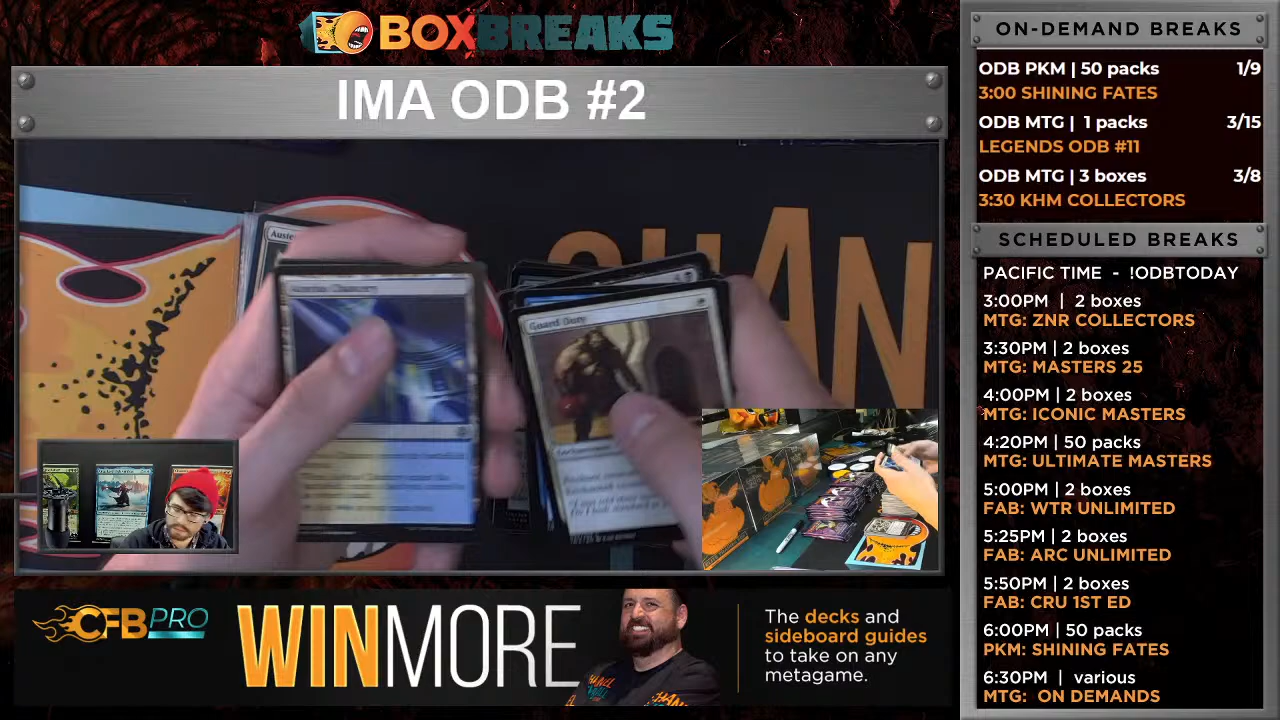 BOXBREAKS
IMA ODB #2
Auste
Guard Duty
CHAN
CFBPRO
WINMORE
The decks and
sideboard guides
to take on any
metagame.
ON-DEMAND BREAKS
ODB PKM | 50 packs 1/9
3:00 SHINING FATES
ODB MTG | 1 packs 3/15
LEGENDS ODB #11
ODB MTG | 3 boxes 3/8
3:30 KHM COLLECTORS
SCHEDULED BREAKS
PACIFIC TIME - !ODBTODAY
3:00PM | 2 boxes
MTG: ZNR COLLECTORS
3:30PM | 2 boxes
MTG: MASTERS 25
4:00PM | 2 boxes
MTG: ICONIC MASTERS
4:20PM | 50 packs
MTG: ULTIMATE MASTERS
5:00PM | 2 boxes
FAB: WTR UNLIMITED
5:25PM | 2 boxes
FAB: ARC UNLIMITED
5:50PM | 2 boxes
FAB: CRU 1ST ED
6:00PM | 50 packs
PKM: SHINING FATES
6:30PM | various
MTG: ON DEMANDS